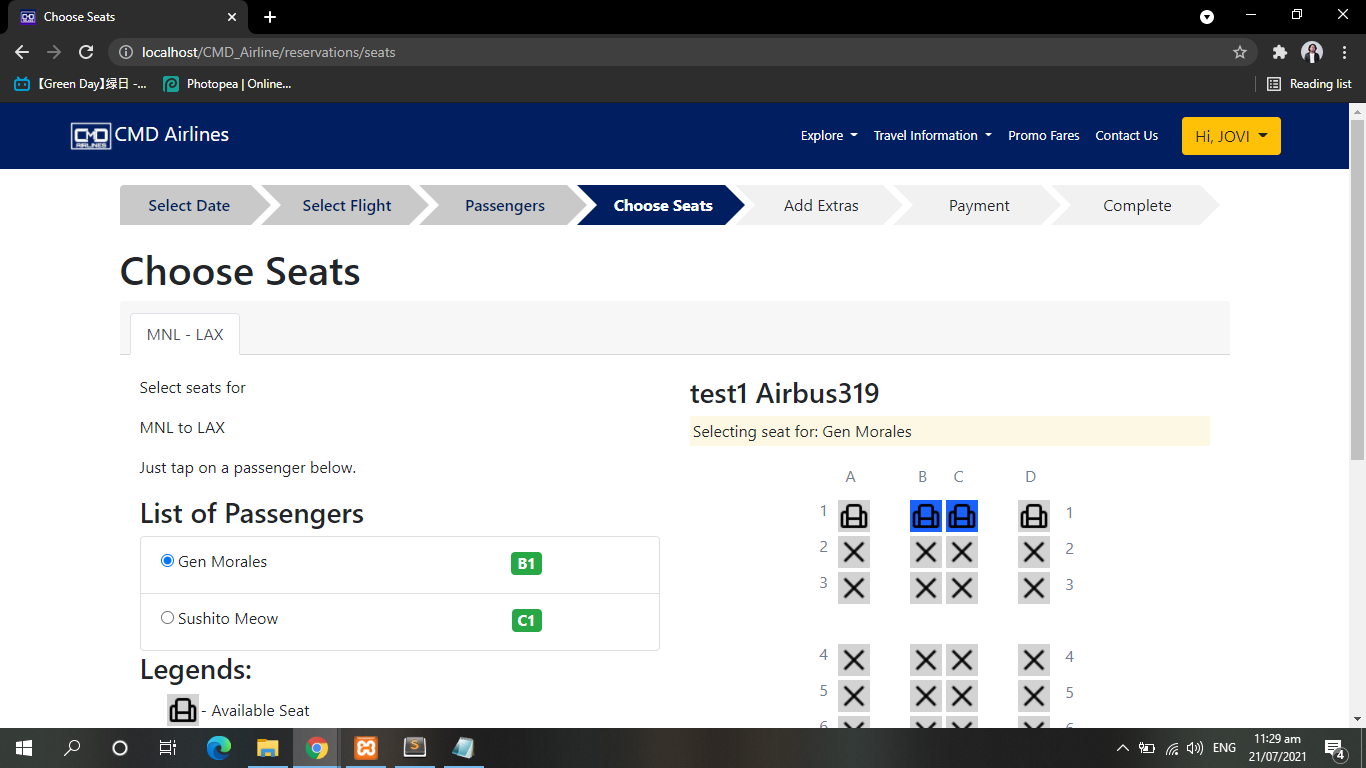 Choose Seats
localhost/CMD_Airline/reservations/seats
【Green Day】绿日 -...
Photopea | Online...
Reading list
CMD AIRLINES
CMD Airlines
Explore
Travel Information
Promo Fares
Contact Us
Hi, JOVI
Select Date
Select Flight
Passengers
Choose Seats
Add Extras
Payment
Complete
Choose Seats
MNL - LAX
Select seats for
MNL to LAX
Just tap on a passenger below.
List of Passengers
Gen Morales B1
Sushito Meow C1
Legends:
- Available Seat
test1 Airbus319
Selecting seat for: Gen Morales
A B C D
1 1
2 2
3 3
4 4
5 5
6 6
ENG
11:29 am
21/07/2021
4